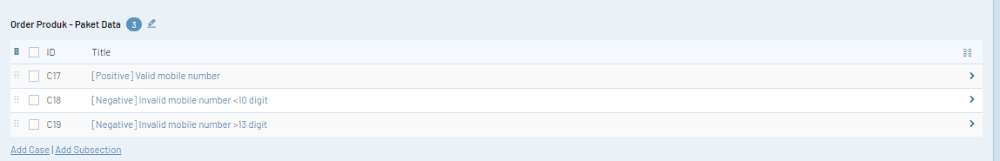 Order Produk - Paket Data 3
ID Title
C17 [Positive] Valid mobile number
C18 [Negative] Invalid mobile number <10 digit
C19 [Negative] Invalid mobile number >13 digit
Add Case | Add Subsection